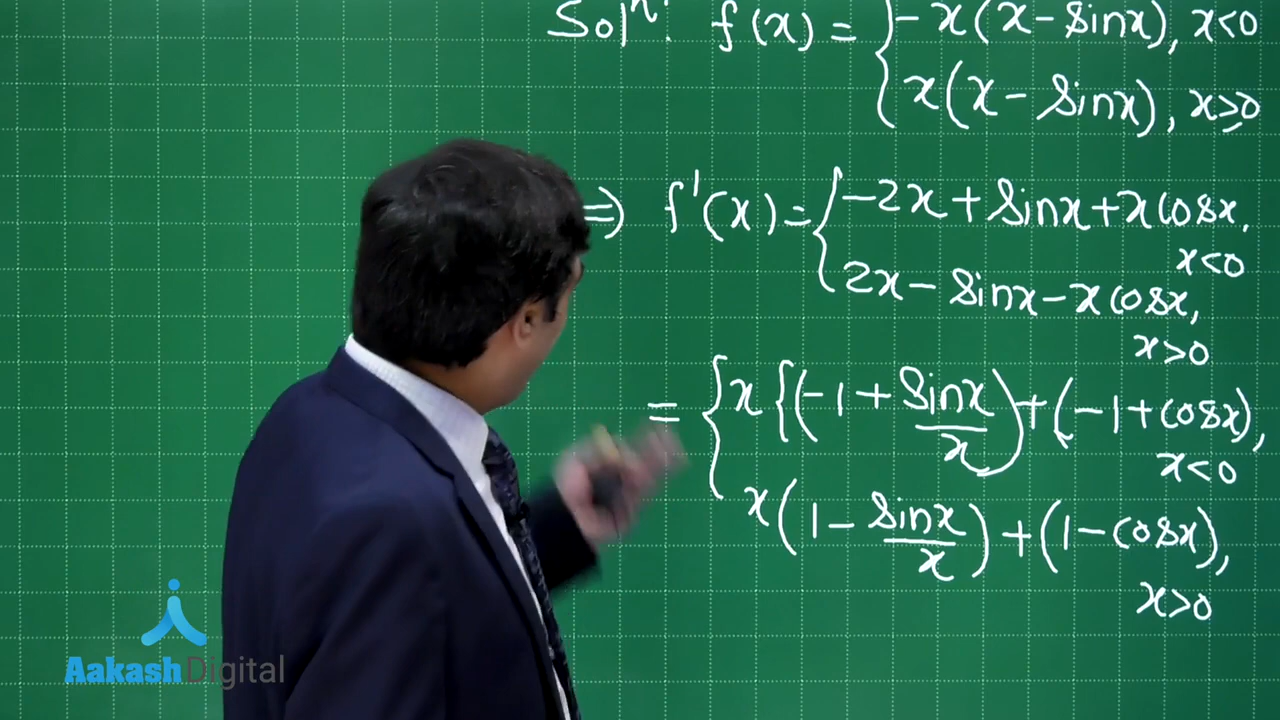 Solⁿ: f(x) = { -x(x - sinx), x<0
x(x - sinx), x≥0
⇒ f'(x) = { -2x + sinx + xcosx,
x<0
2x - sinx - xcosx,
x>0
= { x {(-1 + sinx/x) + (-1 + cosx),
x<0
x(1 - sinx/x) + (1 - cosx),
x>0
AakashDigital